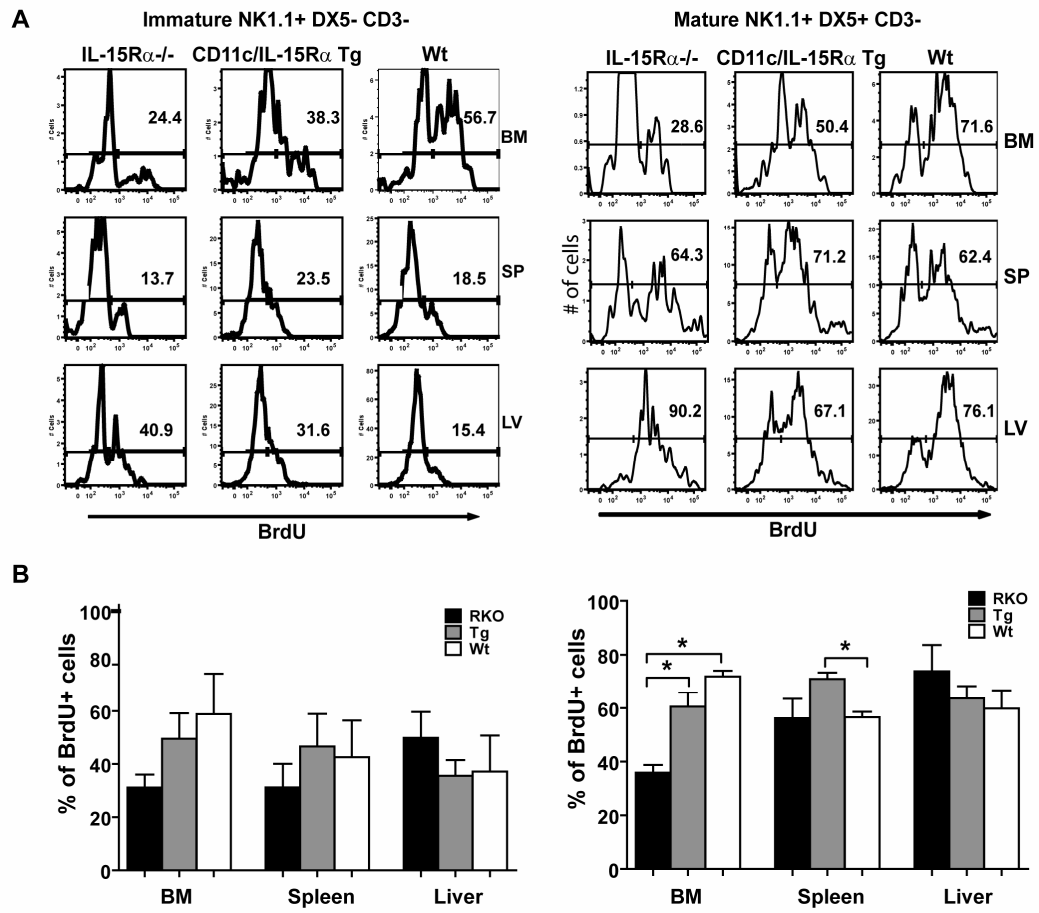 A
Immature NK1.1+ DX5- CD3-
Mature NK1.1+ DX5+ CD3-
IL-15Rα-/- CD11c/IL-15Rα Tg Wt
IL-15Rα-/- CD11c/IL-15Rα Tg Wt
# Cells
24.4 38.3 56.7 BM
28.6 50.4 71.6 BM
# Cells
13.7 23.5 18.5 SP
# of cells
64.3 71.2 62.4 SP
# Cells
40.9 31.6 15.4 LV
90.2 67.1 76.1 LV
BrdU
BrdU
B
% of BrdU+ cells
100
80
60
40
20
0
RKO
Tg
Wt
BM Spleen Liver
% of BrdU+ cells
100
80
60
40
20
0
RKO
Tg
Wt
* * *
BM Spleen Liver